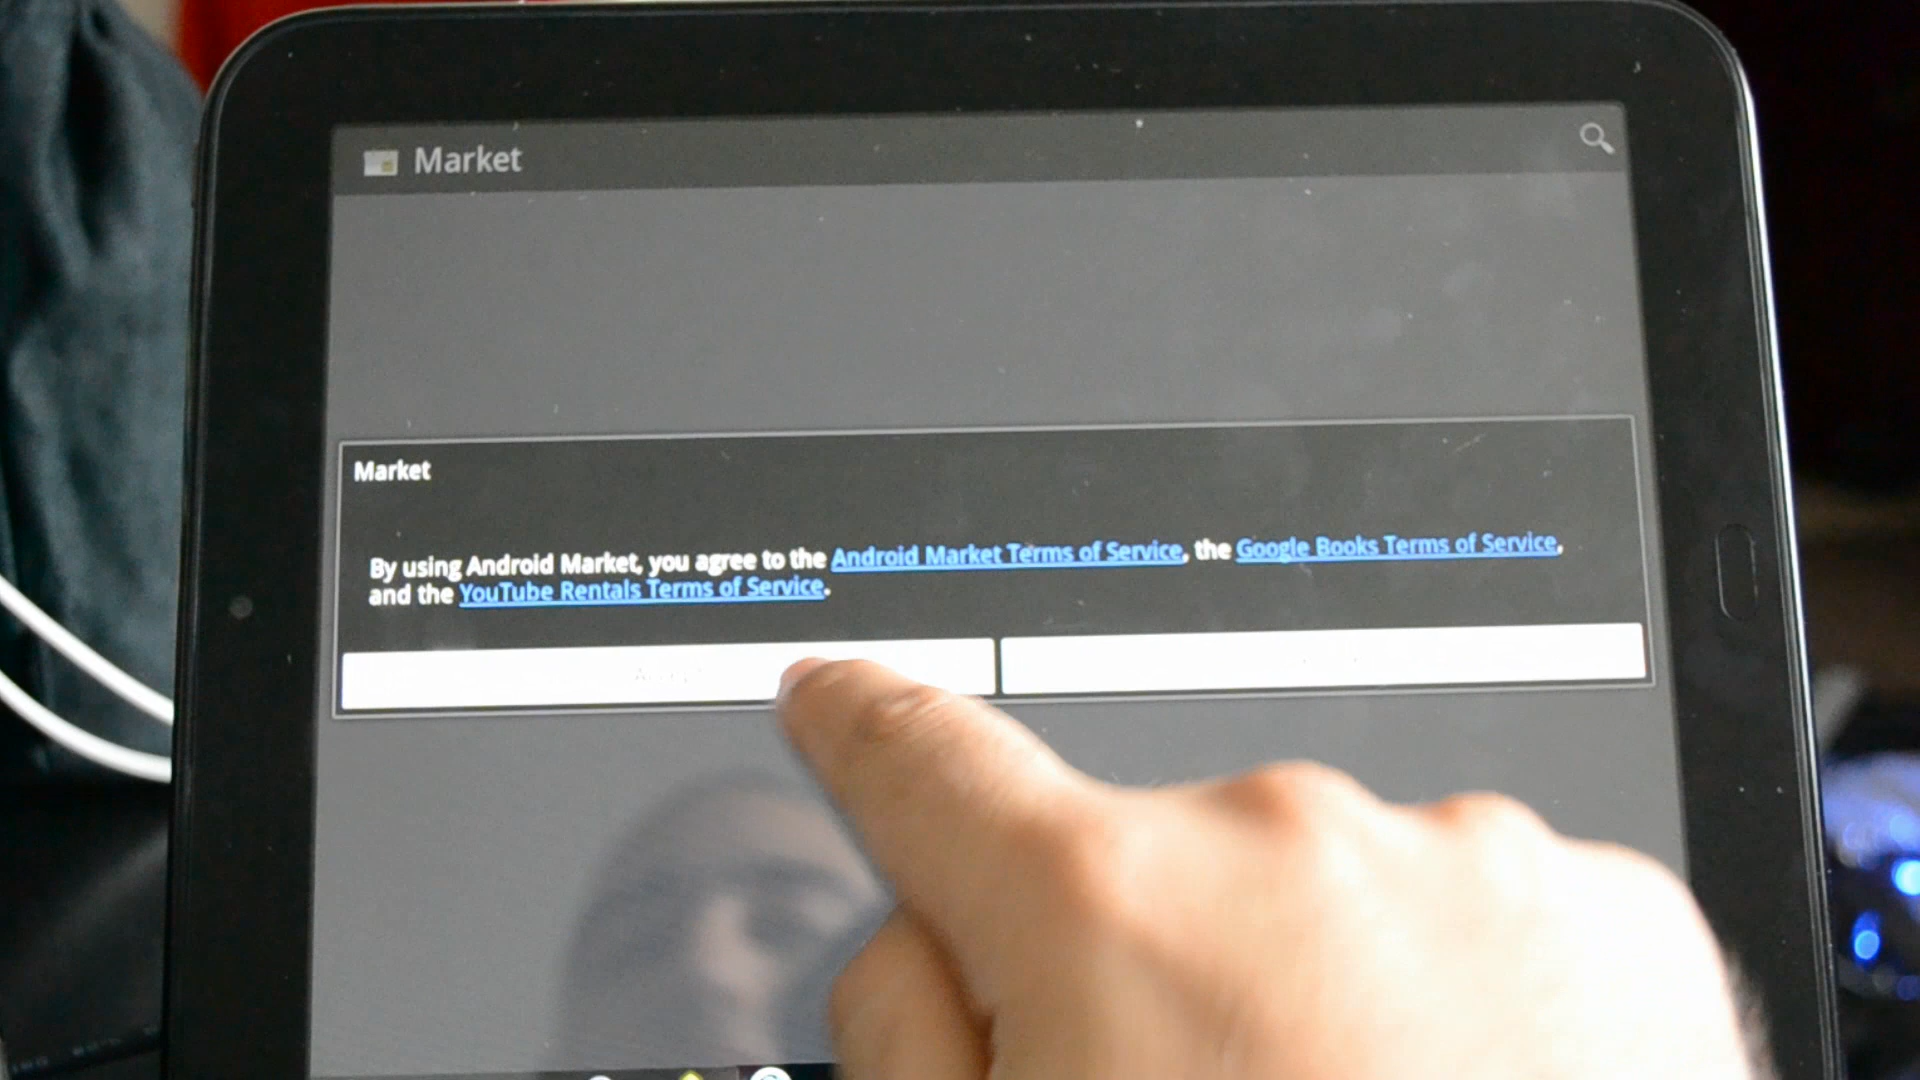 Market
Market
By using Android Market, you agree to the Android Market Terms of Service, the Google Books Terms of Service,
and the YouTube Rentals Terms of Service.